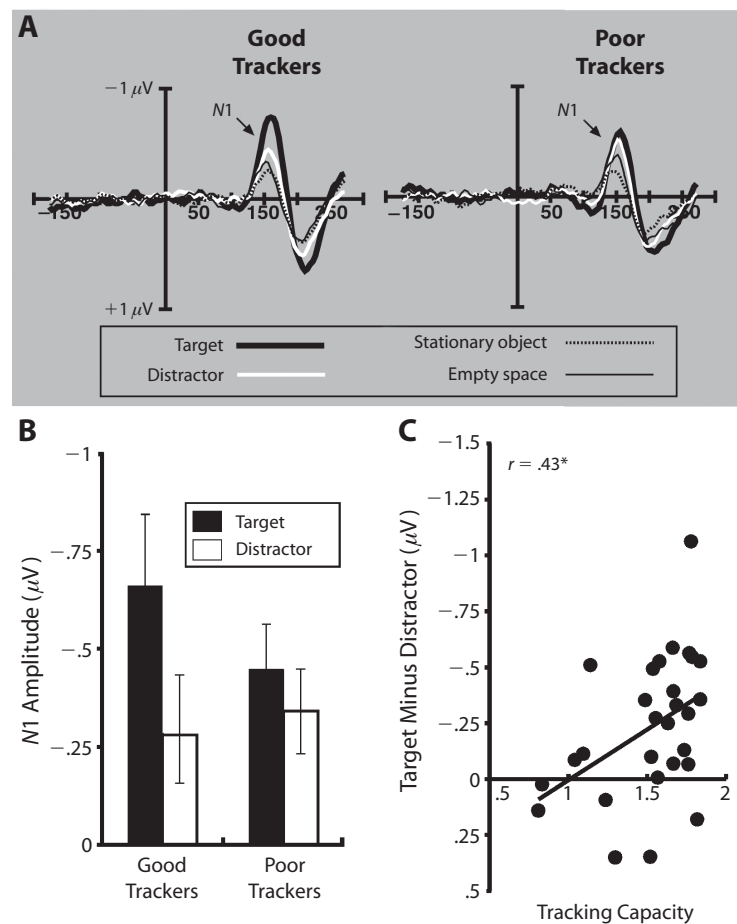 A
Good
Trackers
Poor
Trackers
−1 μV
N1
N1
−150
50
150
250
−150
50
150
250
+1 μV
Target
Stationary object
Distractor
Empty space
B
−1
−.75
−.5
−.25
0
N1 Amplitude (μV)
Target
Distractor
Good
Trackers
Poor
Trackers
C
−1.5
−1.25
−1
−.75
−.5
−.25
0
.25
.5
Target Minus Distractor (μV)
r = .43*
.5
1
1.5
2
Tracking Capacity